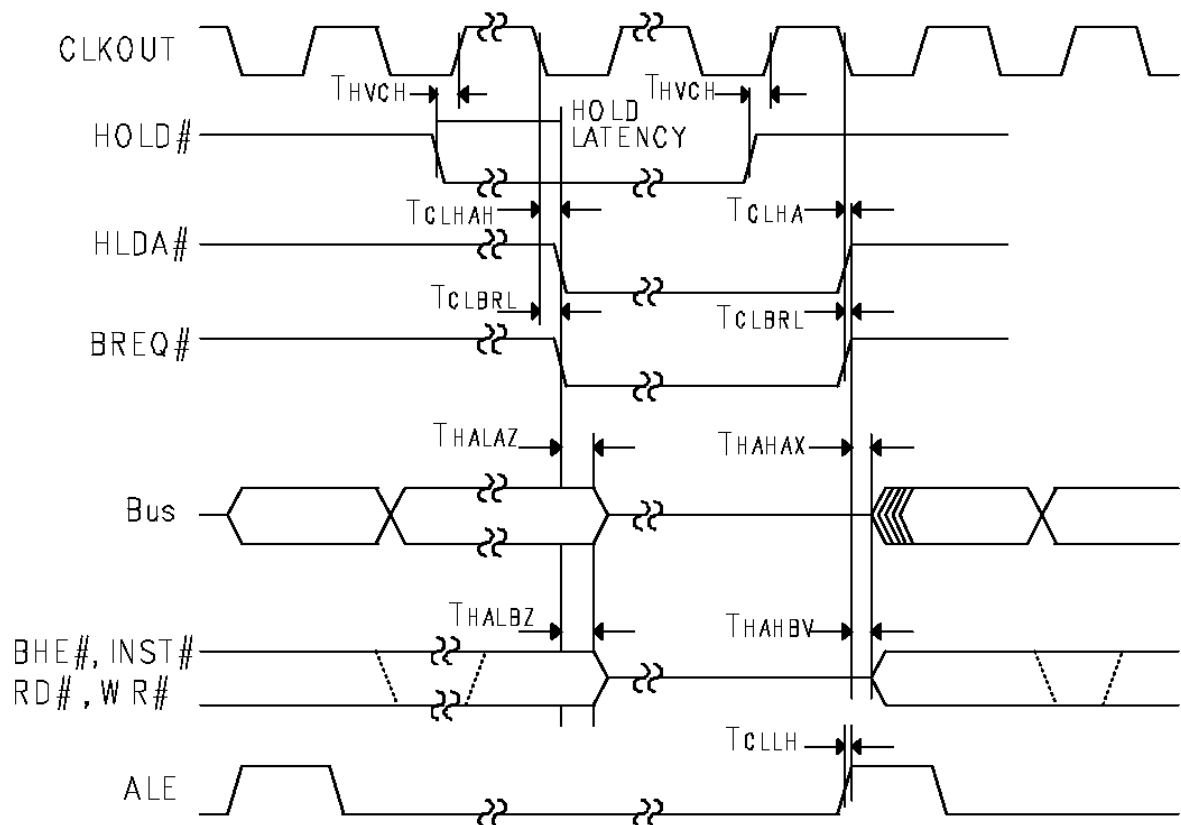 CLKOUT
THVCH
THVCH
HOLD#
HOLD
LATENCY
TCLHAH
TCLHA
HLDA#
TCLBRL
TCLBRL
BREQ#
THALAZ
THAHAX
Bus
THALBZ
THAHBV
BHE#, INST#
RD#, WR#
TCLLH
ALE